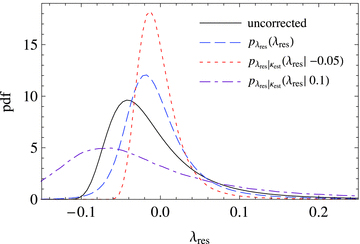 15
10
5
0
pdf
−0.1 0.0 0.1 0.2
λres
uncorrected
pλres(λres)
pλres|κest(λres| −0.05)
pλres|κest(λres| 0.1)